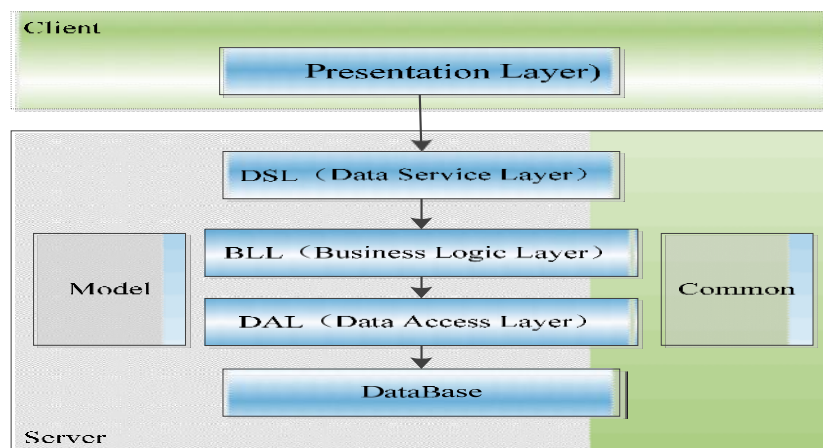 Client
Presentation Layer)
DSL（Data Service Layer）
BLL（Business Logic Layer）
Model
Common
DAL（Data Access Layer）
DataBase
Server